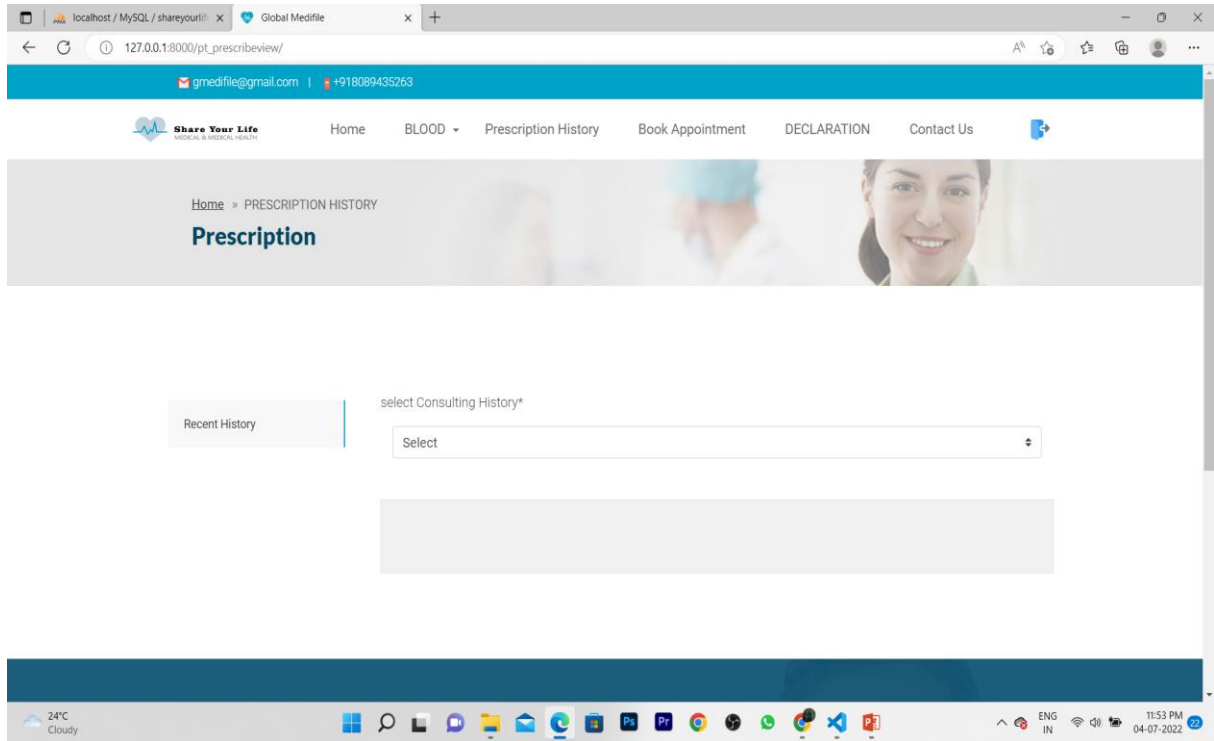 localhost / MySQL / shareyourlif
Global Medifile
127.0.0.1:8000/pt_prescribeview/
gmedifile@gmail.com | +918089435263
Share Your Life
MEDICAL & MEDICAL HEALTH
Home BLOOD Prescription History Book Appointment DECLARATION Contact Us
Home » PRESCRIPTION HISTORY
Prescription
select Consulting History*
Recent History
Select
24°C
Cloudy
Ps Pr
ENG
IN
11:53 PM
04-07-2022
22